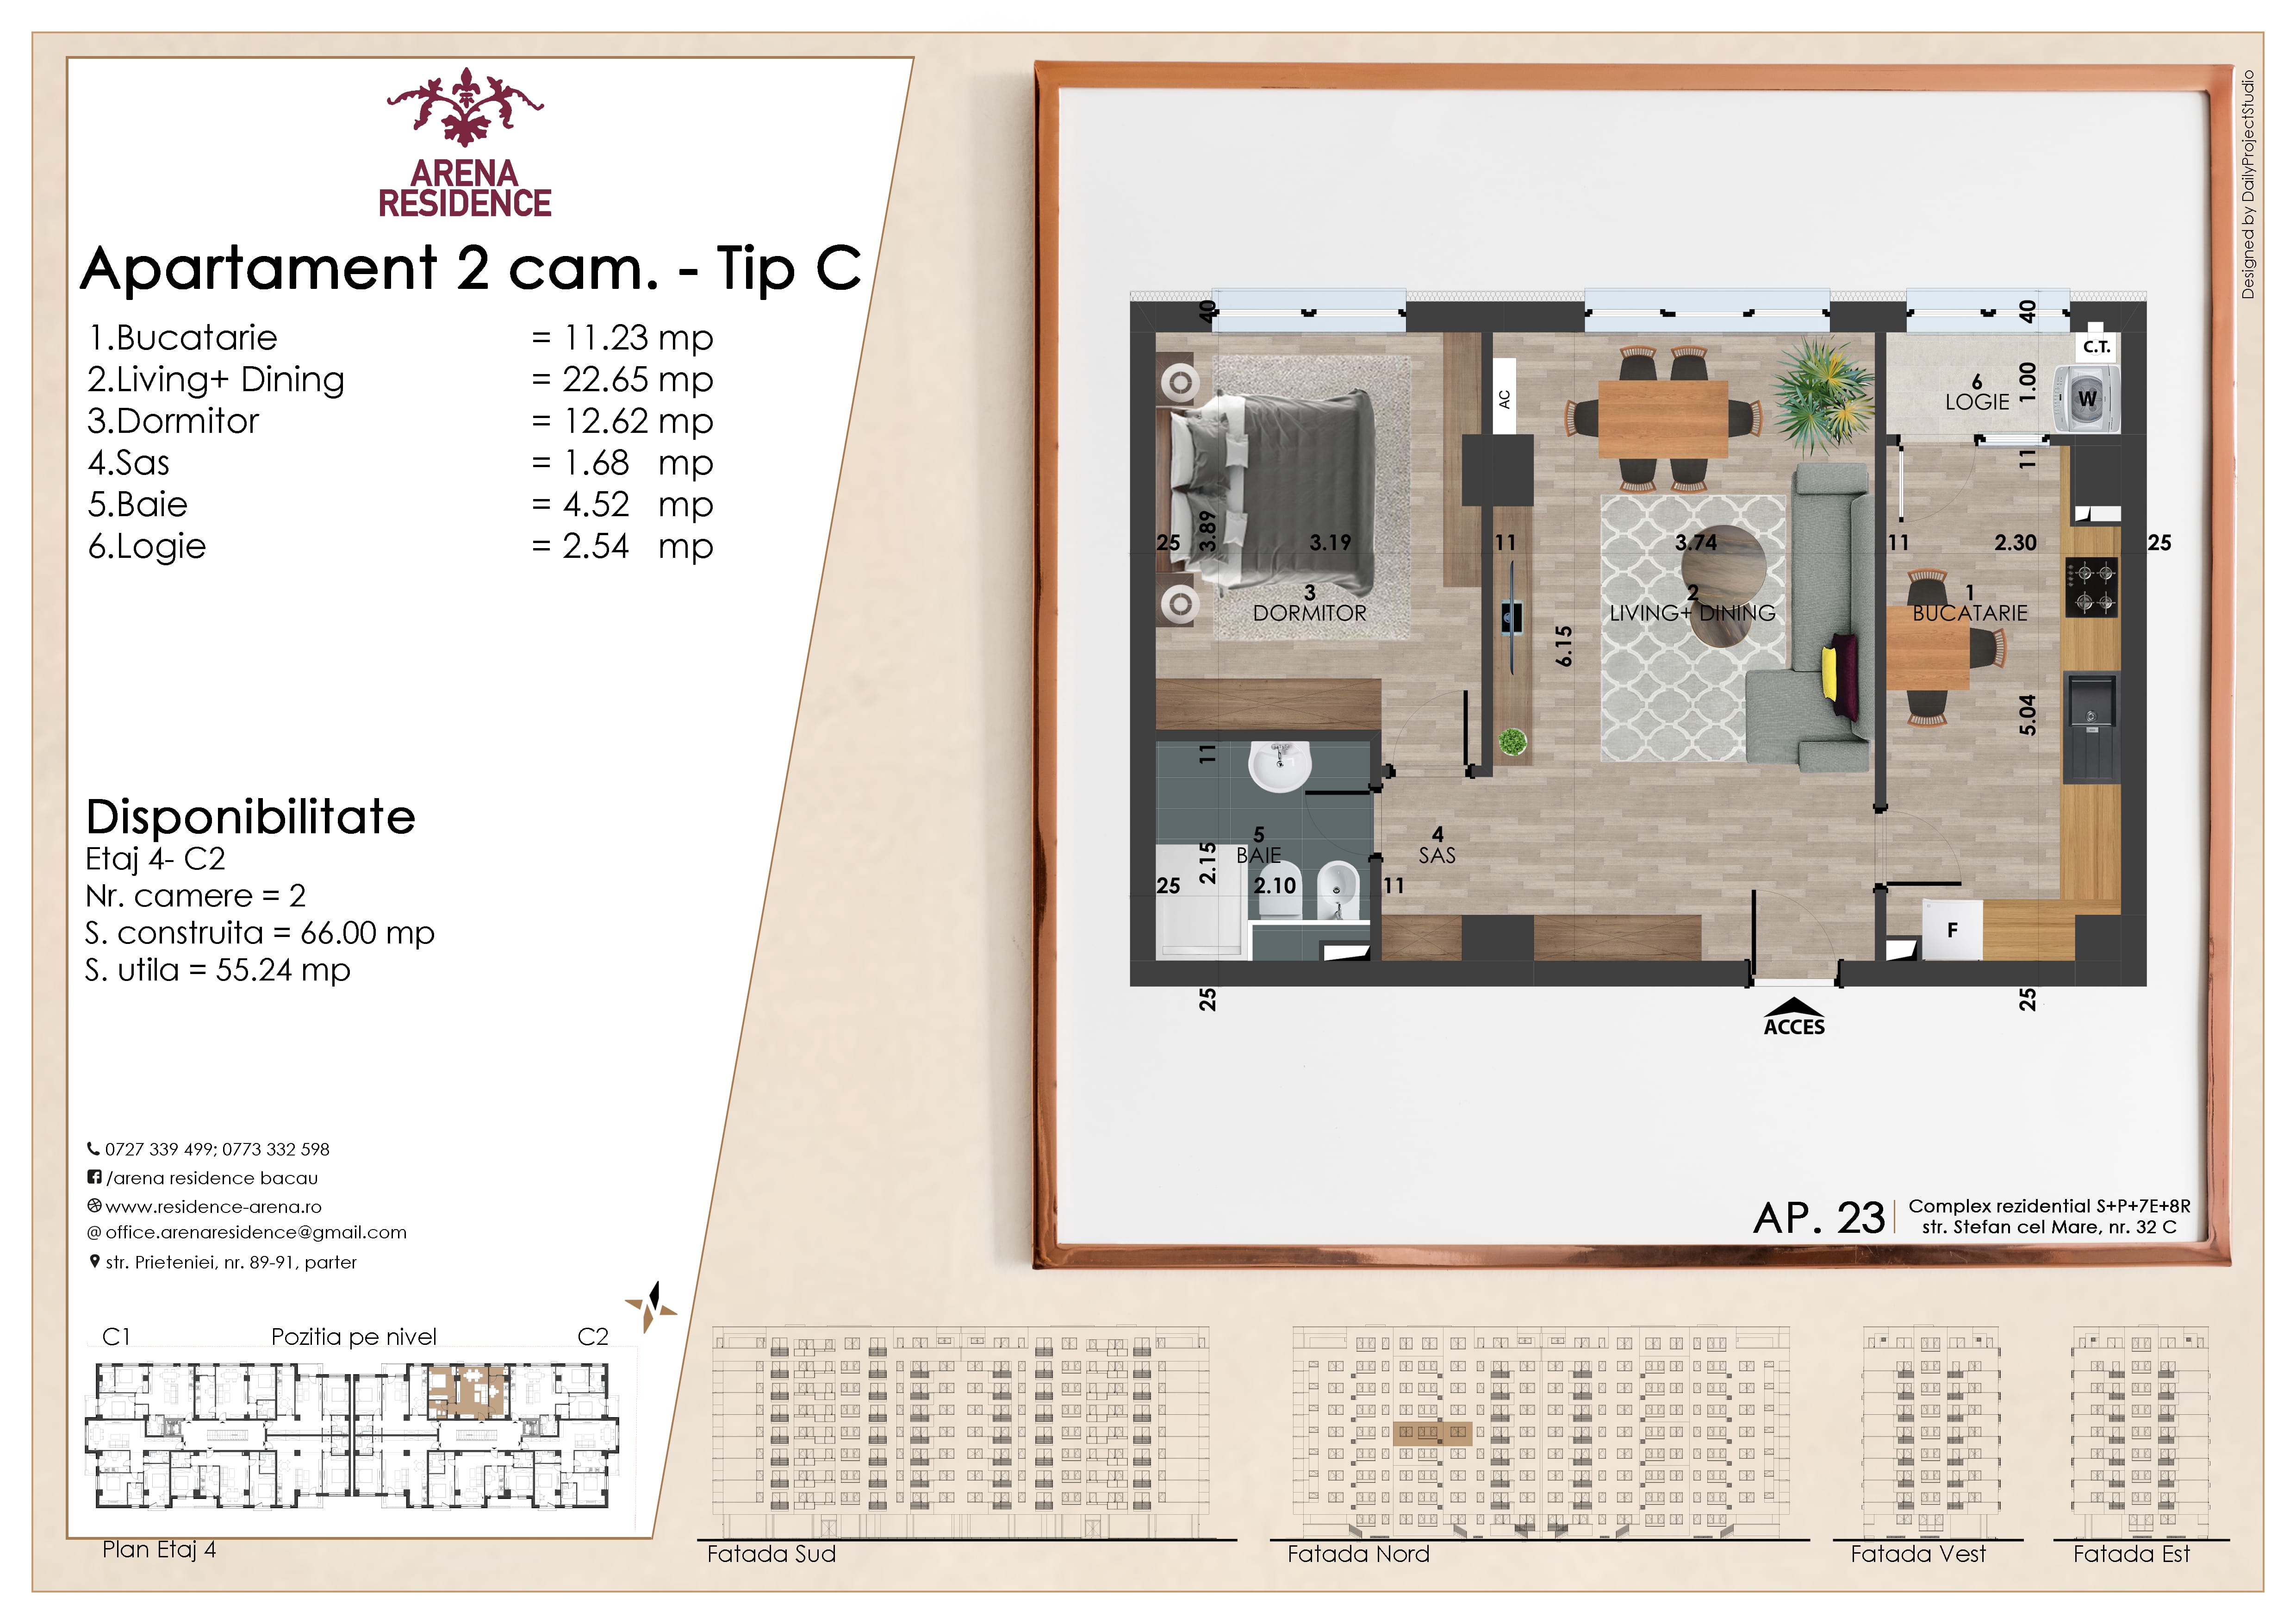 ARENA
RESIDENCE
Apartament 2 cam. - Tip C
1.Bucatarie = 11.23 mp
2.Living+ Dining = 22.65 mp
3.Dormitor = 12.62 mp
4.Sas = 1.68 mp
5.Baie = 4.52 mp
6.Logie = 2.54 mp
Disponibilitate
Etaj 4- C2
Nr. camere = 2
S. construita = 66.00 mp
S. utila = 55.24 mp
0727 339 499; 0773 332 598
/arena residence bacau
www.residence-arena.ro
@ office.arenaresidence@gmail.com
str. Prieteniei, nr. 89-91, parter
C1 Pozitia pe nivel C2
Plan Etaj 4
Designed by DailyProjectStudio
40
40
C.T.
AC
6
LOGIE
1.00
W
11
25
3.89
3.19
11
3.74
11
2.30
25
3
DORMITOR
2
LIVING+ DINING
1
BUCATARIE
6.15
5.04
11
5
BAIE
4
SAS
25
2.15
2.10
11
F
25
25
ACCES
AP. 23
Complex rezidential S+P+7E+8R
str. Stefan cel Mare, nr. 32 C
Fatada Sud
Fatada Nord
Fatada Vest
Fatada Est